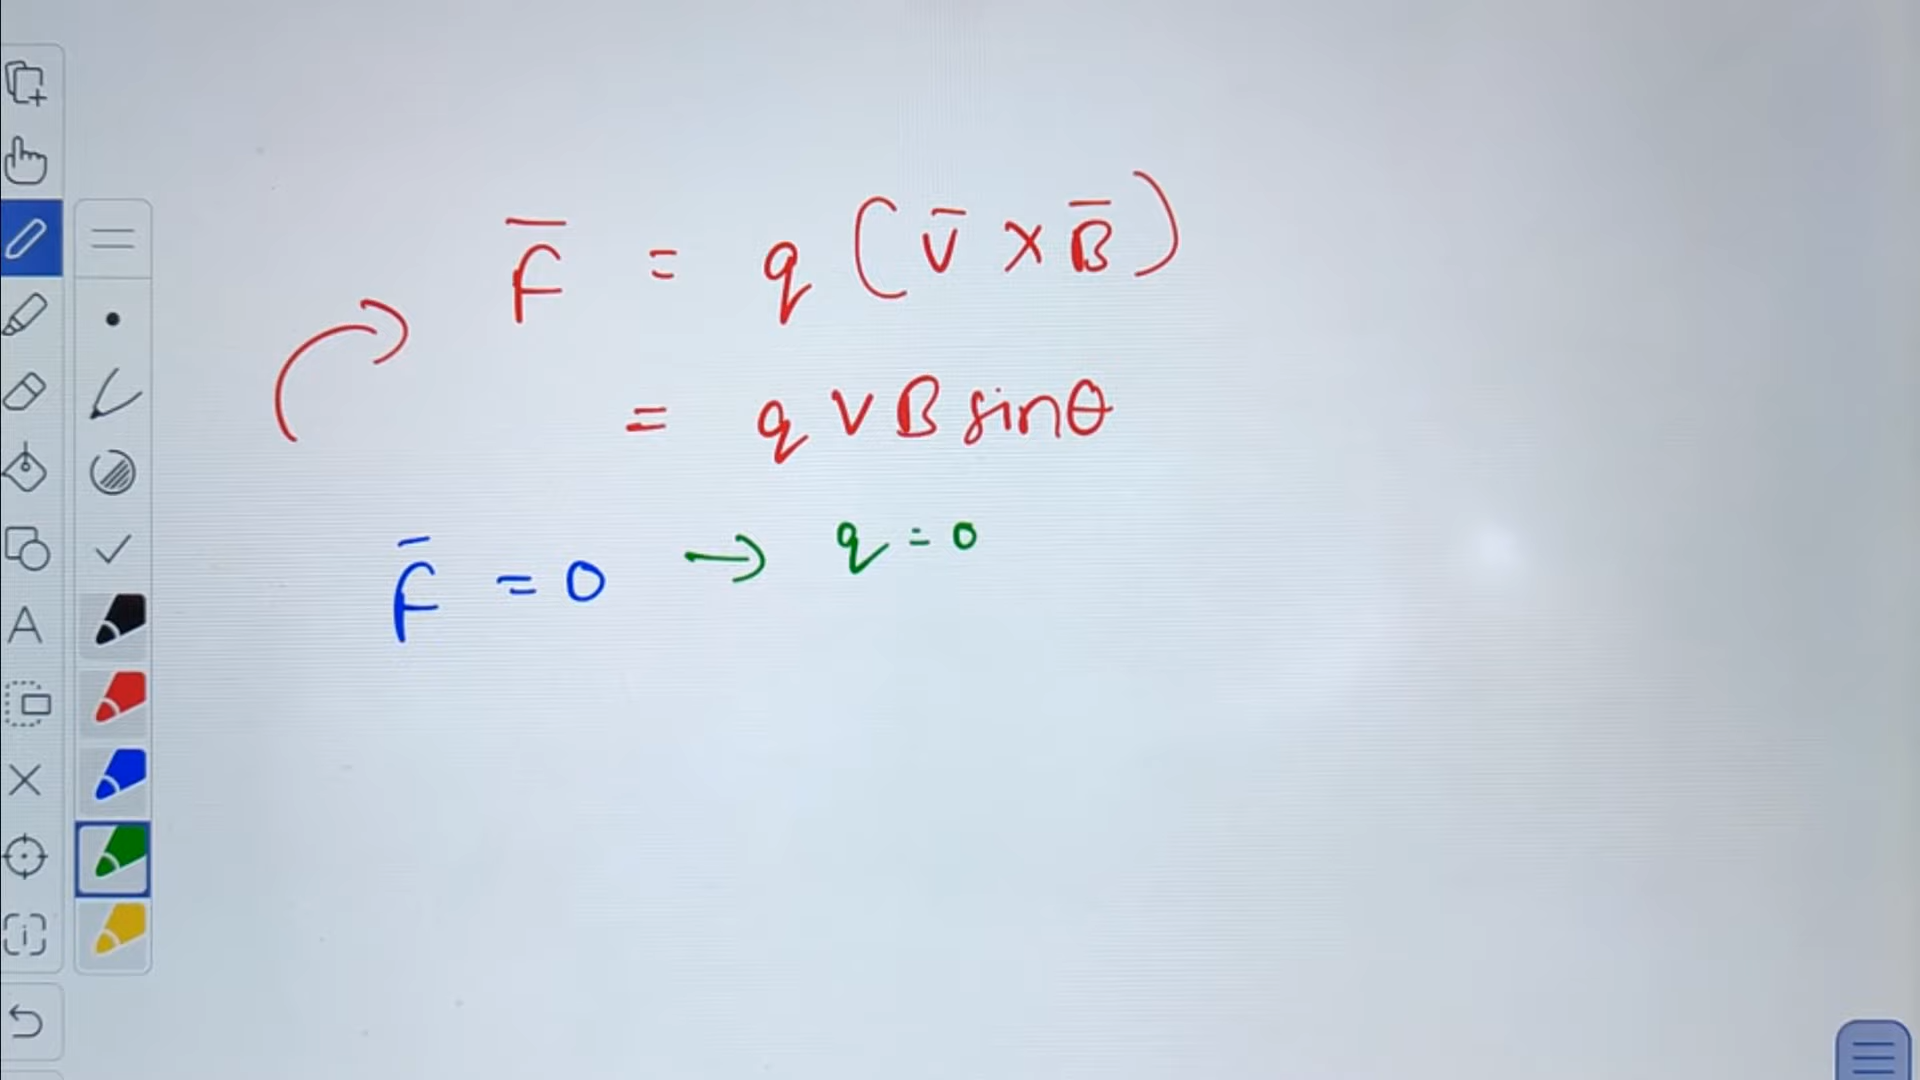 F̅ = q (v̅ × B̅)
= q v B sinθ
F̅ = 0 → q = 0
A